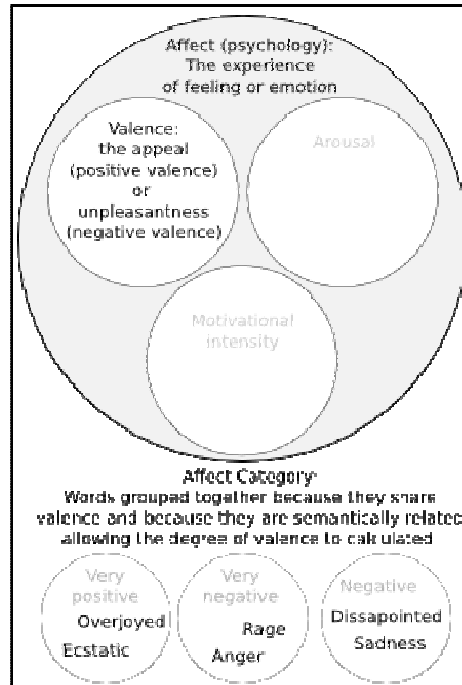 Affect (psychology):
The experience
of feeling or emotion
Valence:
the appeal
(positive valence)
or
unpleasantness
(negative valence)
Arousal
Motivational
intensity
Affect Category:
Words grouped together because they share
valence and because they are semantically related
allowing the degree of valence to calculated
Very
positive
Overjoyed
Ecstatic
Very
negative
Rage
Anger
Negative
Dissapointed
Sadness